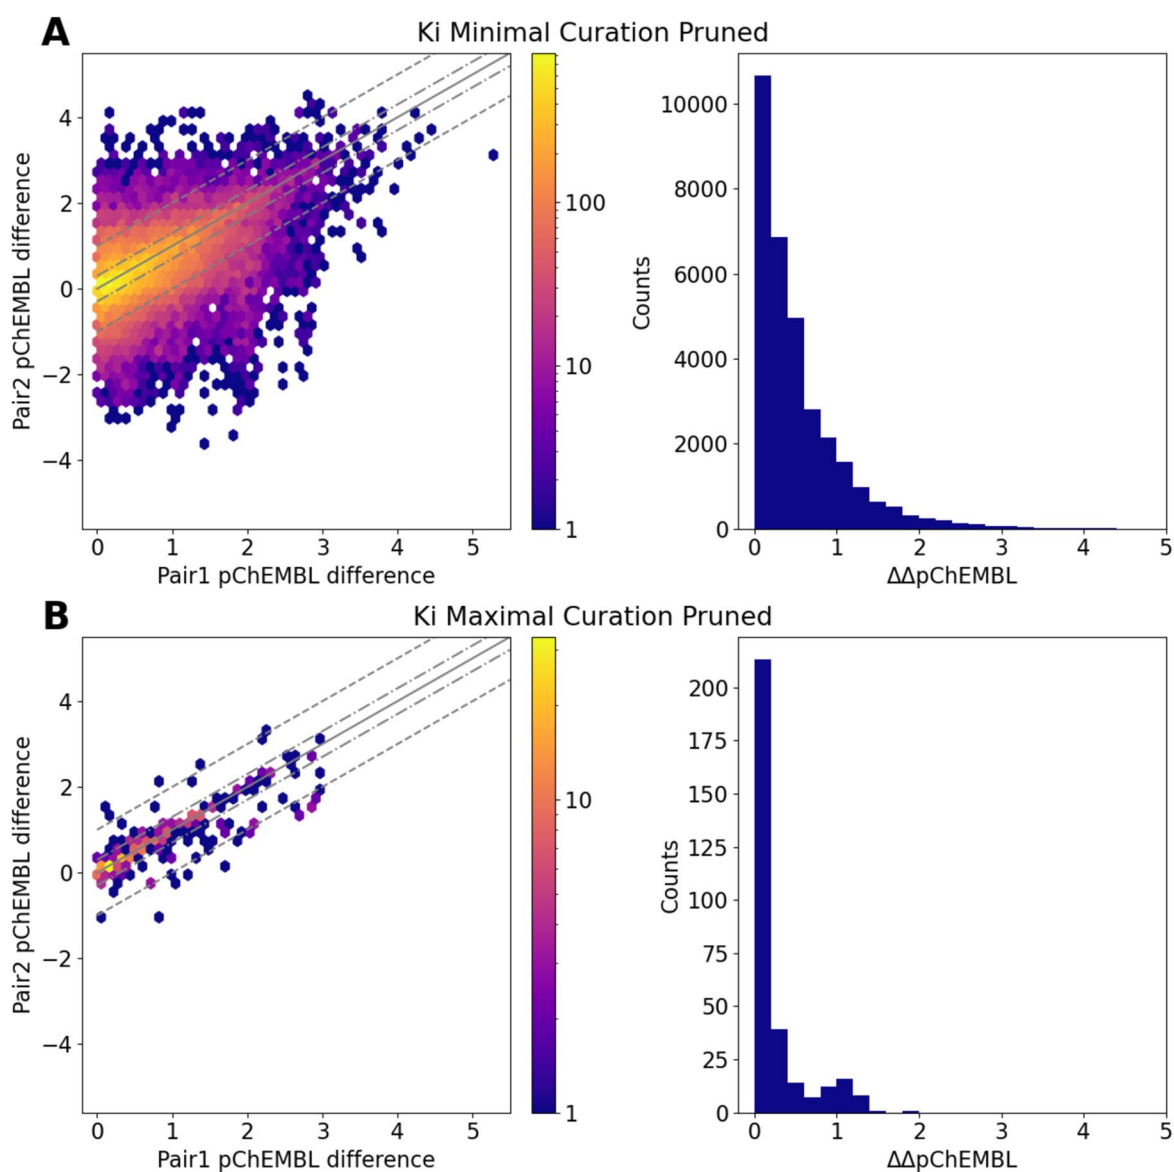 A
Ki Minimal Curation Pruned
Pair2 pChEMBL difference
4
2
0
−2
−4
0 1 2 3 4 5
Pair1 pChEMBL difference
100
10
1
Counts
10000
8000
6000
4000
2000
0
0 1 2 3 4 5
ΔΔpChEMBL
B
Ki Maximal Curation Pruned
Pair2 pChEMBL difference
4
2
0
−2
−4
0 1 2 3 4 5
Pair1 pChEMBL difference
10
1
Counts
200
175
150
125
100
75
50
25
0
0 1 2 3 4 5
ΔΔpChEMBL